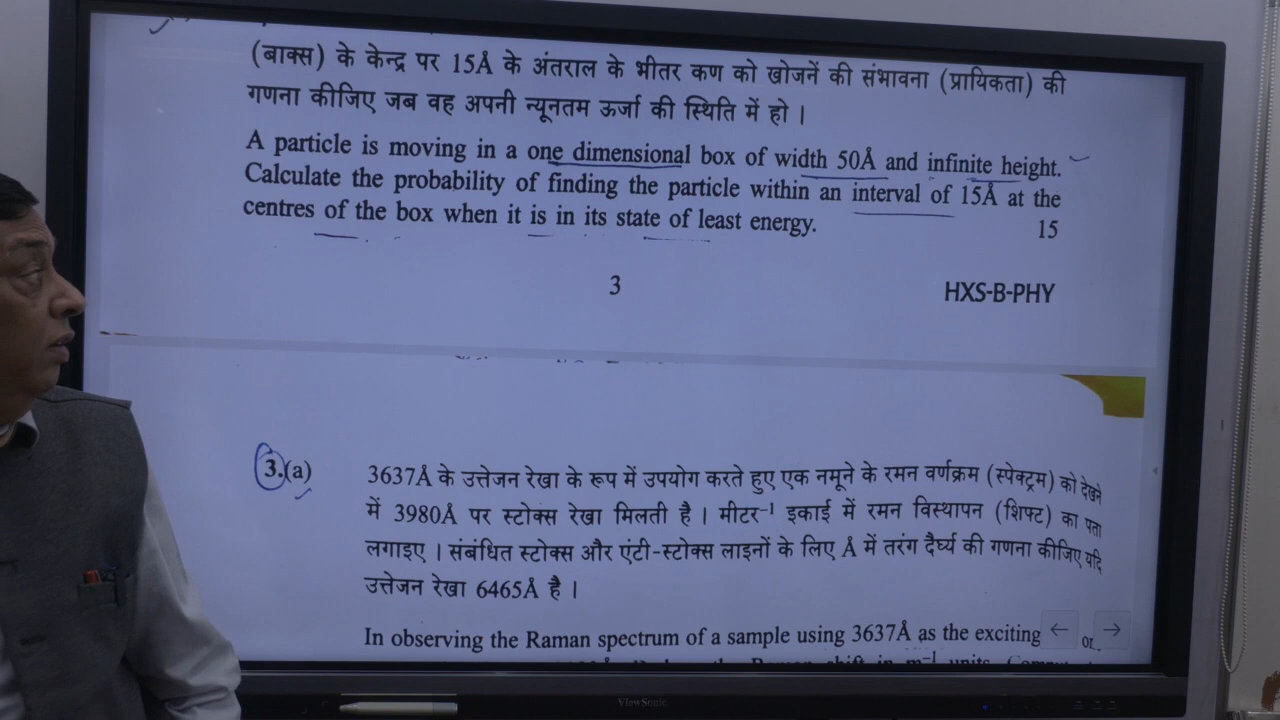 (बाक्स) के केन्द्र पर 15Å के अंतराल के भीतर कण को खोजनें की संभावना (प्रायिकता) की
गणना कीजिए जब वह अपनी न्यूनतम ऊर्जा की स्थिति में हो ।
A particle is moving in a one dimensional box of width 50Å and infinite height.
Calculate the probability of finding the particle within an interval of 15Å at the
centres of the box when it is in its state of least energy. 15
3 HXS-B-PHY
3.(a) 3637Å के उत्तेजन रेखा के रूप में उपयोग करते हुए एक नमूने के रमन वर्णक्रम (स्पेक्ट्रम) को देखने
में 3980Å पर स्टोक्स रेखा मिलती है । मीटर⁻¹ इकाई में रमन विस्थापन (शिफ्ट) का पता
लगाइए । संबंधित स्टोक्स और एंटी-स्टोक्स लाइनों के लिए Å में तरंग दैर्घ्य की गणना कीजिए यदि
उत्तेजन रेखा 6465Å है ।
In observing the Raman spectrum of a sample using 3637Å as the exciting
Raman shift in m⁻¹ units.
ViewSonic